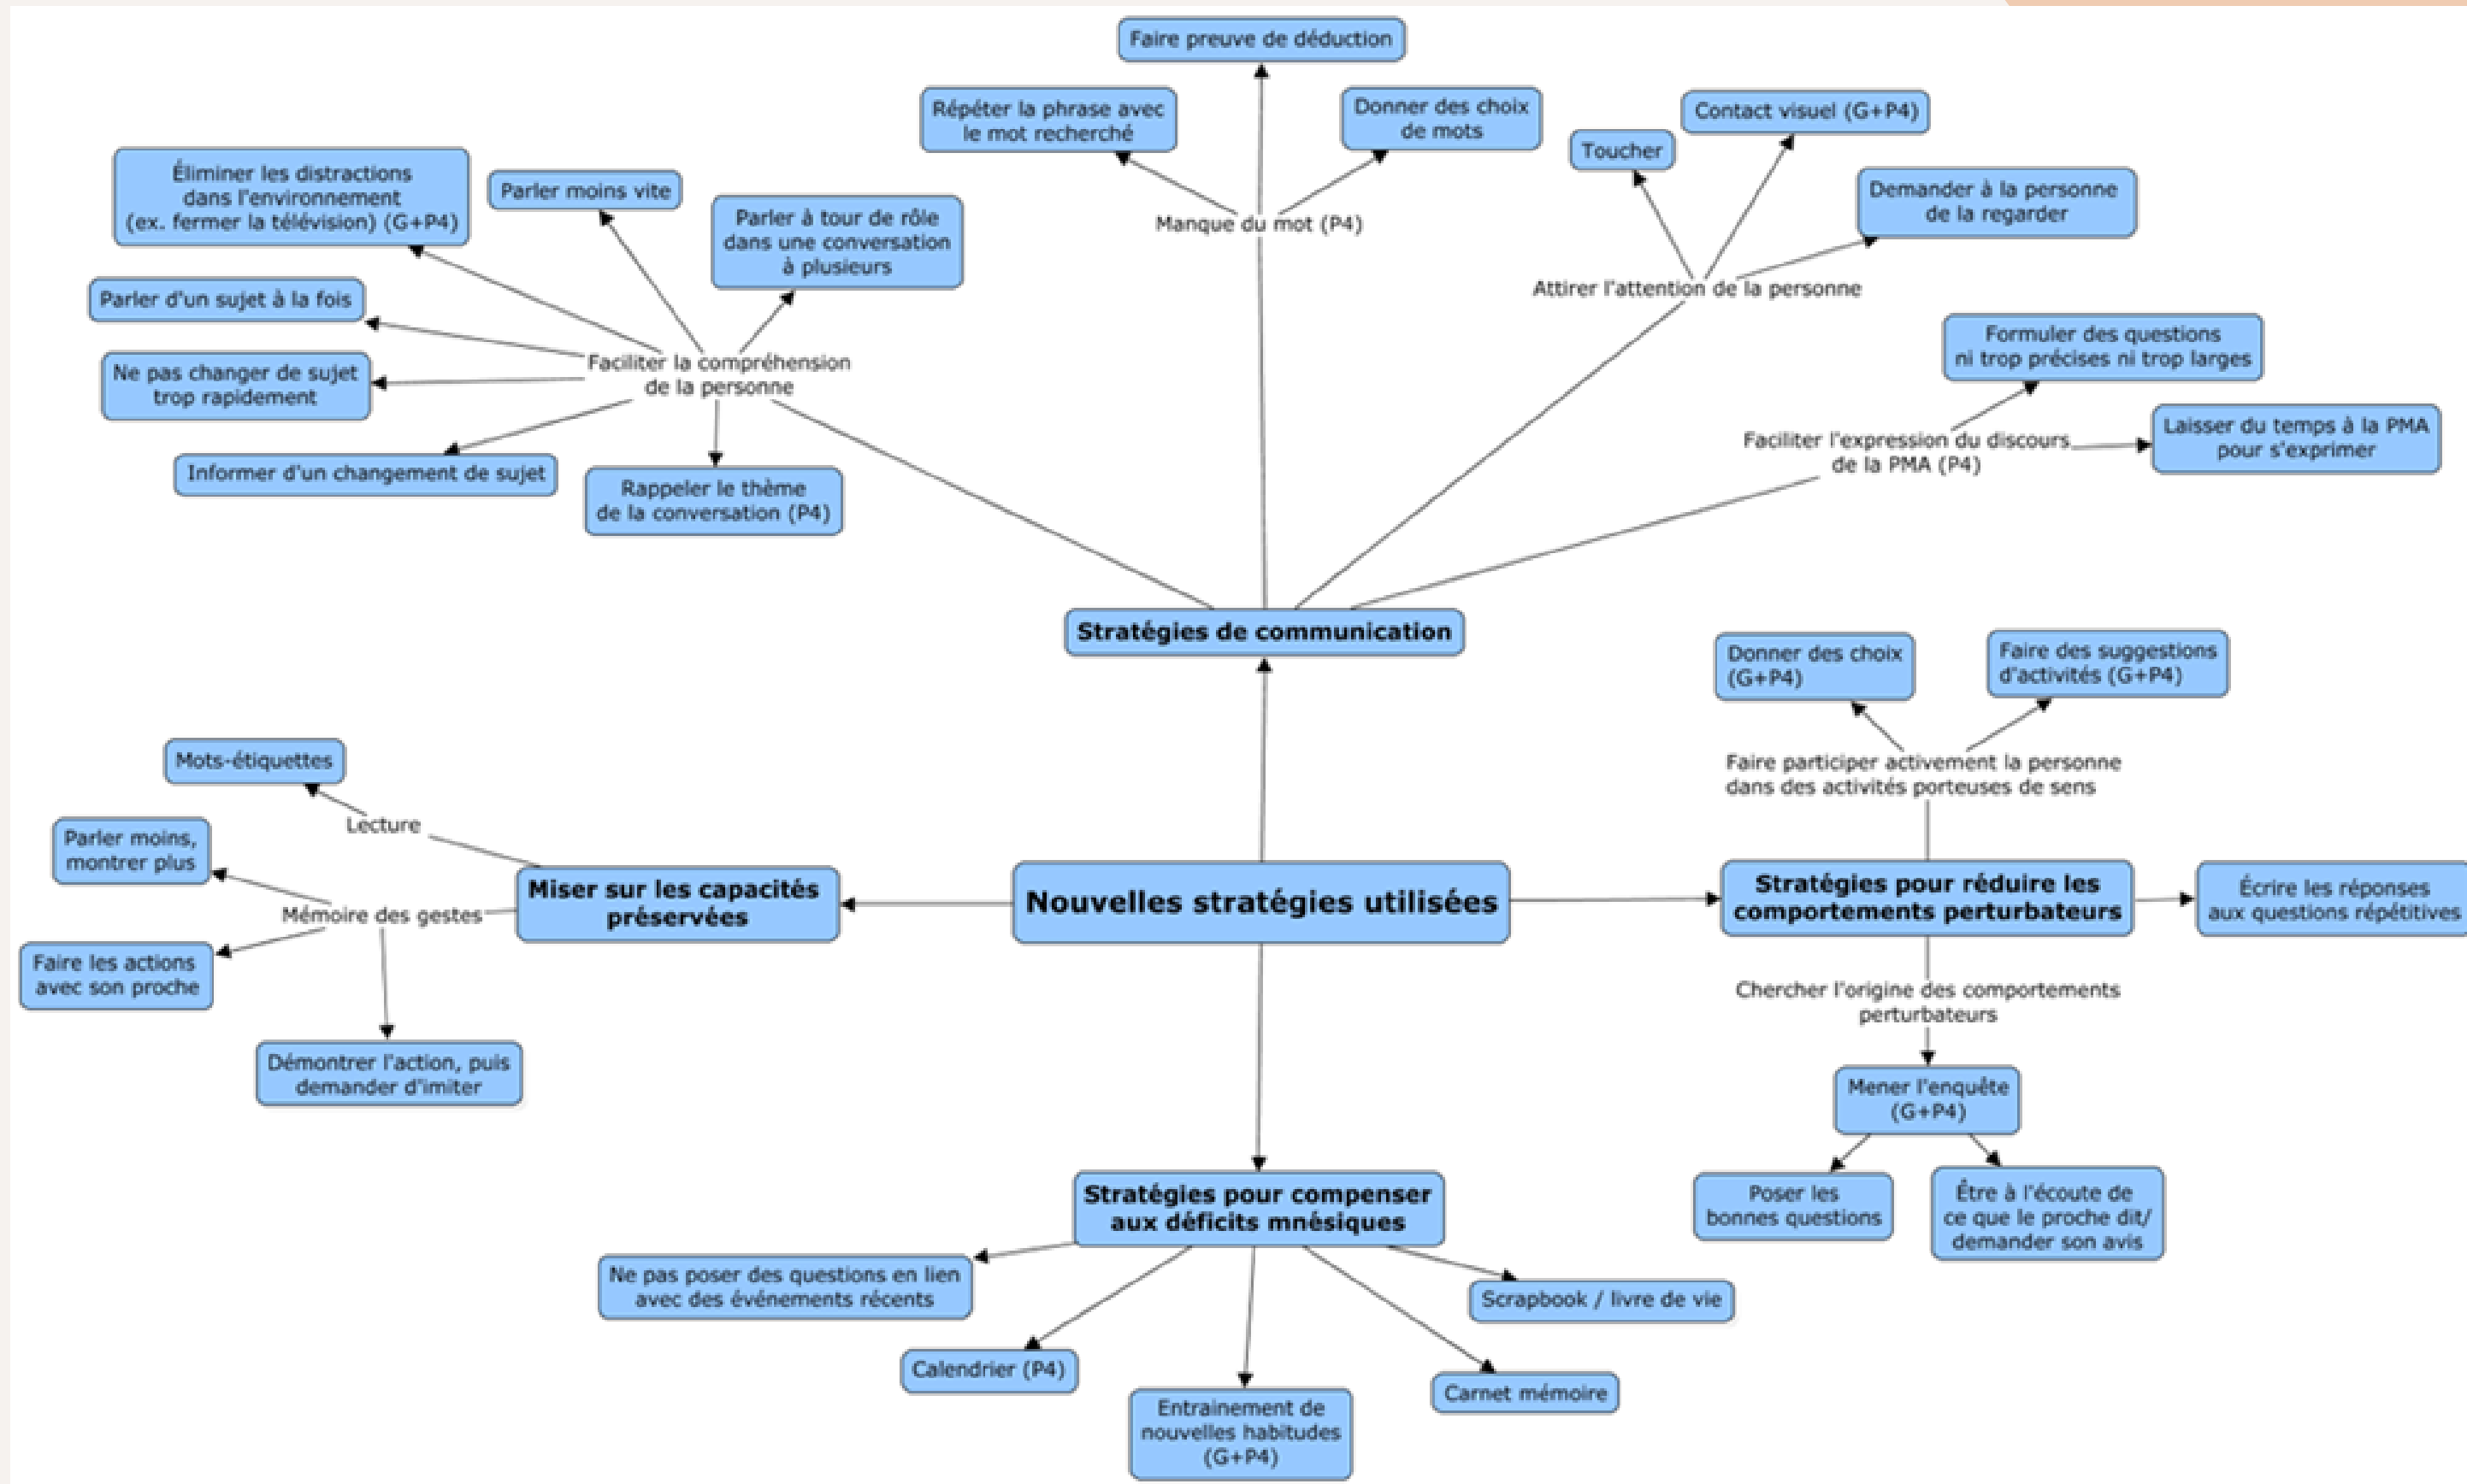 Faire preuve de déduction
Répéter la phrase avec
le mot recherché
Donner des choix
de mots
Manque du mot (P4)
Toucher
Contact visuel (G+P4)
Demander à la personne
de la regarder
Attirer l'attention de la personne
Éliminer les distractions
dans l'environnement
(ex. fermer la télévision) (G+P4)
Parler moins vite
Parler à tour de rôle
dans une conversation
à plusieurs
Parler d'un sujet à la fois
Ne pas changer de sujet
trop rapidement
Faciliter la compréhension
de la personne
Informer d'un changement de sujet
Rappeler le thème
de la conversation (P4)
Formuler des questions
ni trop précises ni trop larges
Faciliter l'expression du discours
de la PMA (P4)
Laisser du temps à la PMA
pour s'exprimer
Stratégies de communication
Donner des choix
(G+P4)
Faire des suggestions
d'activités (G+P4)
Faire participer activement la personne
dans des activités porteuses de sens
Mots-étiquettes
Lecture
Parler moins,
montrer plus
Mémoire des gestes
Faire les actions
avec son proche
Démontrer l'action, puis
demander d'imiter
Miser sur les capacités
préservées
Nouvelles stratégies utilisées
Stratégies pour réduire les
comportements perturbateurs
Écrire les réponses
aux questions répétitives
Chercher l'origine des comportements
perturbateurs
Mener l'enquête
(G+P4)
Poser les
bonnes questions
Être à l'écoute de
ce que le proche dit/
demander son avis
Stratégies pour compenser
aux déficits mnésiques
Ne pas poser des questions en lien
avec des événements récents
Calendrier (P4)
Entrainement de
nouvelles habitudes
(G+P4)
Carnet mémoire
Scrapbook / livre de vie